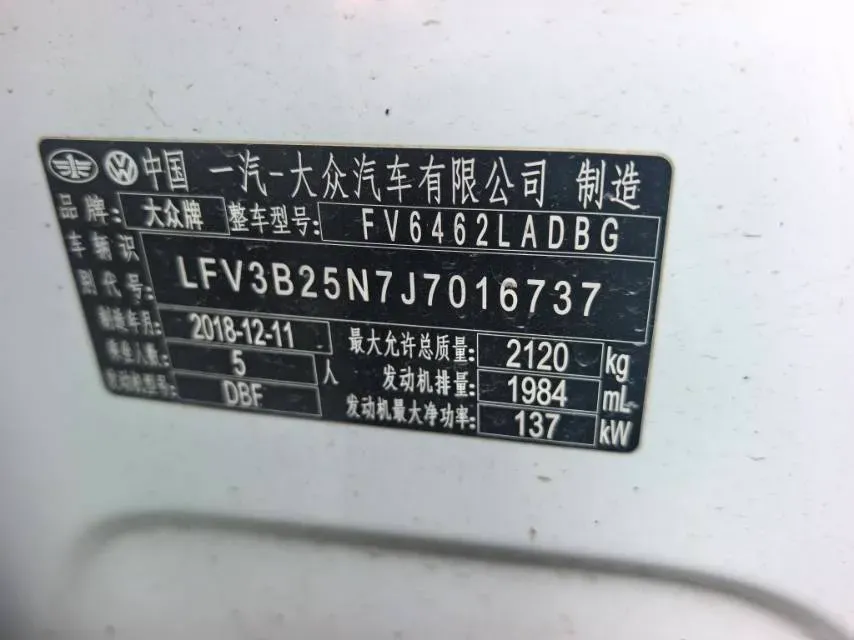 中国 一汽-大众汽车有限公司 制造
品牌: 大众牌 整车型号: FV6462LADBG
车辆识别代号: LFV3B25N7J7016737
制造年月: 2018-12-11 最大允许总质量: 2120 kg
乘坐人数: 5 人 发动机排量: 1984 mL
发动机型号: DBF 发动机最大净功率: 137 kW